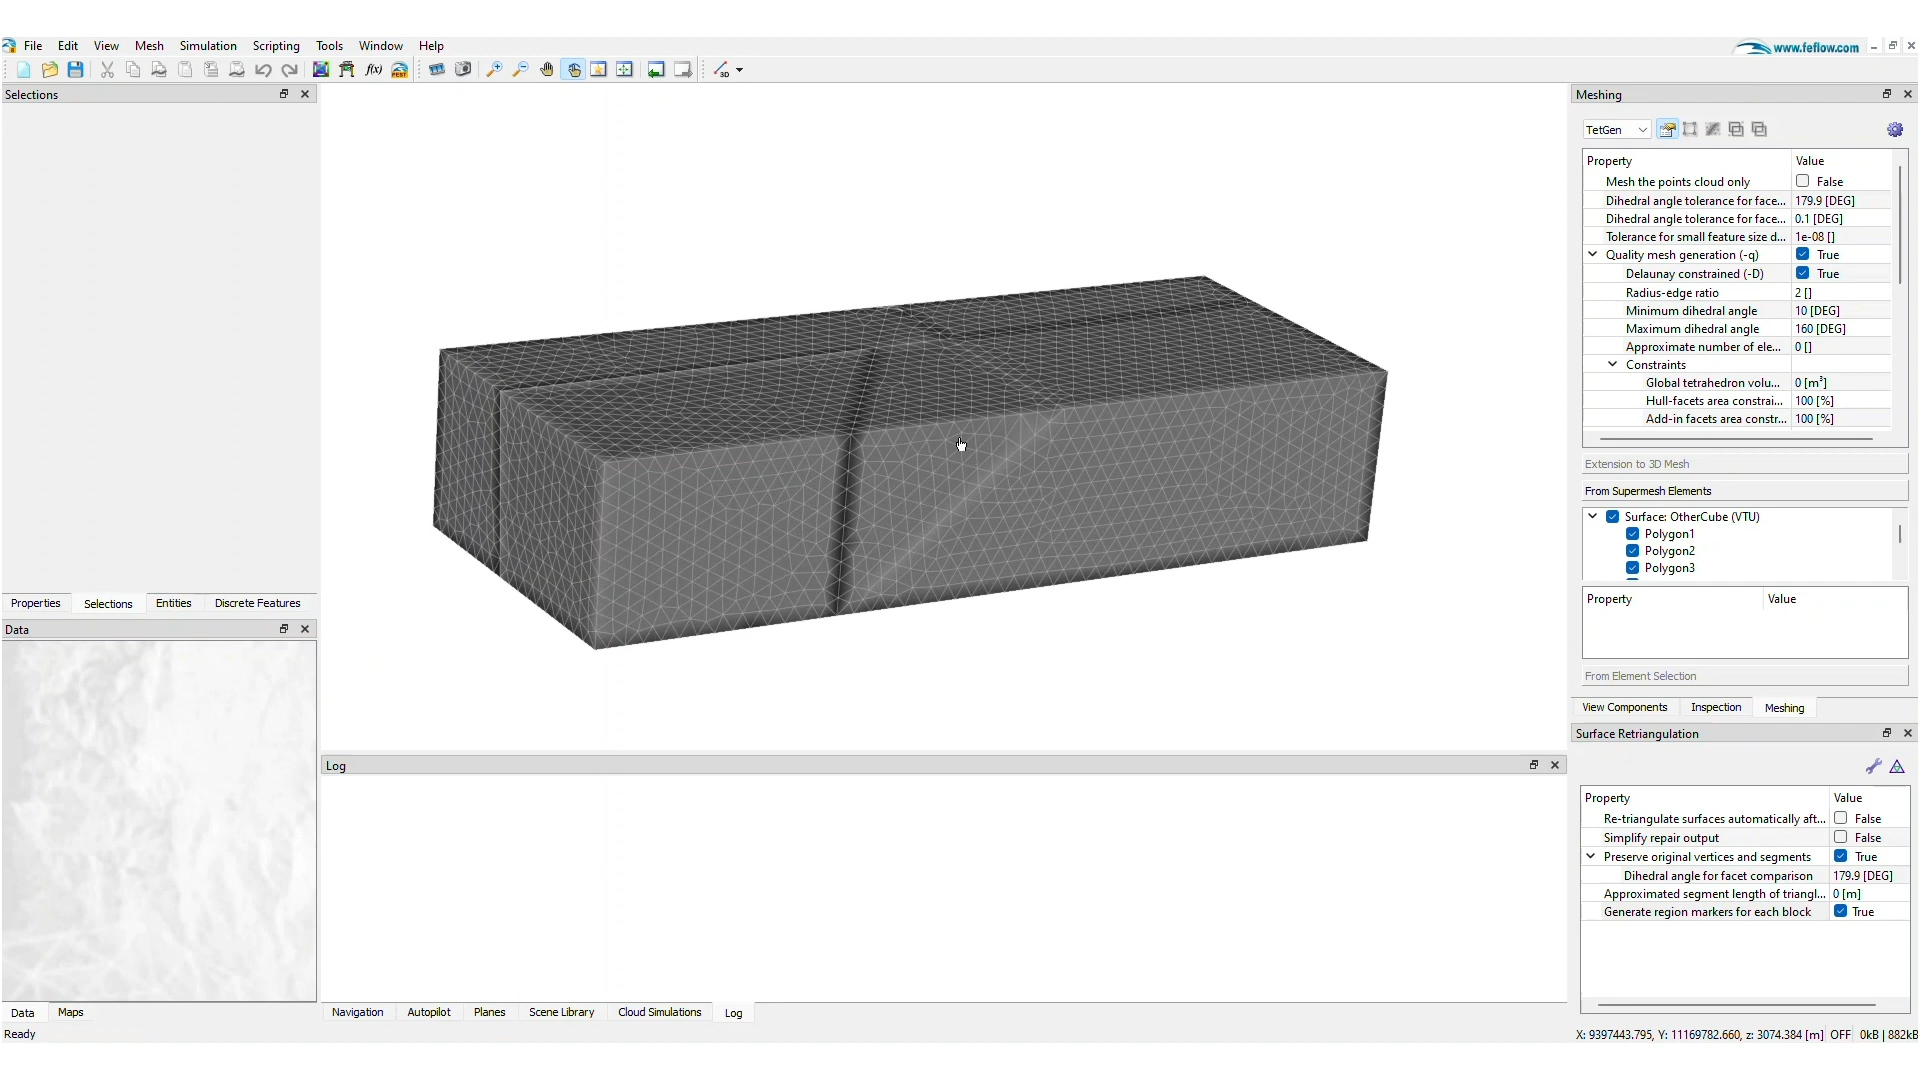 File Edit View Mesh Simulation Scripting Tools Window Help
www.feflow.com
f(x) PEST 3D
Selections
Properties Selections Entities Discrete Features
Data
Data Maps
Ready
Log
Navigation Autopilot Planes Scene Library Cloud Simulations Log
Meshing
TetGen
Property Value
Mesh the points cloud only False
Dihedral angle tolerance for face... 179.9 [DEG]
Dihedral angle tolerance for face... 0.1 [DEG]
Tolerance for small feature size d... 1e-08 []
Quality mesh generation (-q) True
Delaunay constrained (-D) True
Radius-edge ratio 2 []
Minimum dihedral angle 10 [DEG]
Maximum dihedral angle 160 [DEG]
Approximate number of ele... 0 []
Constraints
Global tetrahedron volu... 0 [m³]
Hull-facets area constrai... 100 [%]
Add-in facets area constr... 100 [%]
Extension to 3D Mesh
From Supermesh Elements
Surface: OtherCube (VTU)
Polygon1
Polygon2
Polygon3
Property Value
From Element Selection
View Components Inspection Meshing
Surface Retriangulation
Property Value
Re-triangulate surfaces automatically aft... False
Simplify repair output False
Preserve original vertices and segments True
Dihedral angle for facet comparison 179.9 [DEG]
Approximated segment length of triangl... 0 [m]
Generate region markers for each block True
X: 9397443.795, Y: 11169782.660, z: 3074.384 [m] OFF 0kB | 882kB